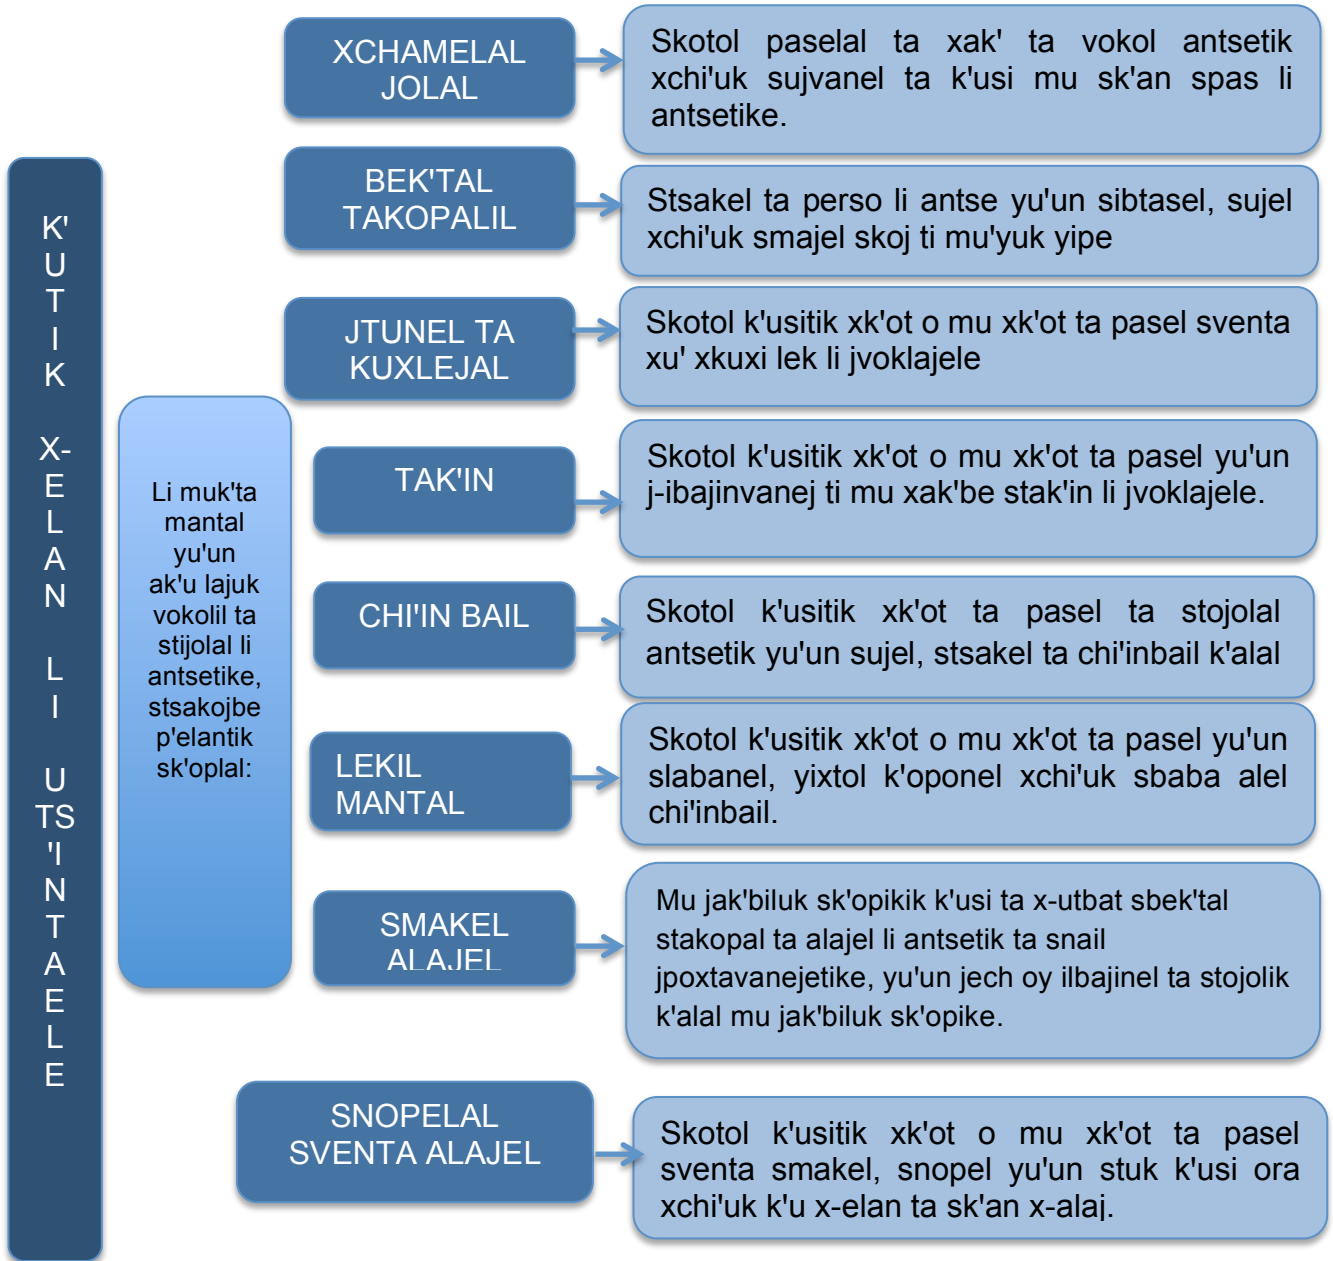 K'
U
T
I
K
X-
E
L
A
N
L
I
U
TS
'I
N
T
A
E
L
E
Li muk'ta
mantal
yu'un
ak'u lajuk
vokolil ta
stijolal li
antsetike,
stsakojbe
p'elantik
sk'oplal:
XCHAMELAL
JOLAL
Skotol paselal ta xak' ta vokol antsetik
xchi'uk sujvanel ta k'usi mu sk'an spas li
antsetike.
BEK'TAL
TAKOPALIL
Stsakel ta perso li antse yu'un sibtasel, sujel
xchi'uk smajel skoj ti mu'yuk yipe
JTUNEL TA
KUXLEJAL
Skotol k'usitik xk'ot o mu xk'ot ta pasel sventa
xu' xkuxi lek li jvoklajele
TAK'IN
Skotol k'usitik xk'ot o mu xk'ot ta pasel yu'un
j-ibajinvanej ti mu xak'be stak'in li jvoklajele.
CHI'IN BAIL
Skotol k'usitik xk'ot ta pasel ta stojolal
antsetik yu'un sujel, stsakel ta chi'inbail k'alal
LEKIL
MANTAL
Skotol k'usitik xk'ot o mu xk'ot ta pasel yu'un
slabanel, yixtol k'oponel xchi'uk sbaba alel
chi'inbail.
SMAKEL
ALAJEL
Mu jak'biluk sk'opikik k'usi ta x-utbat sbek'tal
stakopal ta alajel li antsetik ta snail
jpoxtavanejetike, yu'un jech oy ilbajinel ta stojolik
k'alal mu jak'biluk sk'opike.
SNOPELAL
SVENTA ALAJEL
Skotol k'usitik xk'ot o mu xk'ot ta pasel
sventa smakel, snopel yu'un stuk k'usi ora
xchi'uk k'u x-elan ta sk'an x-alaj.